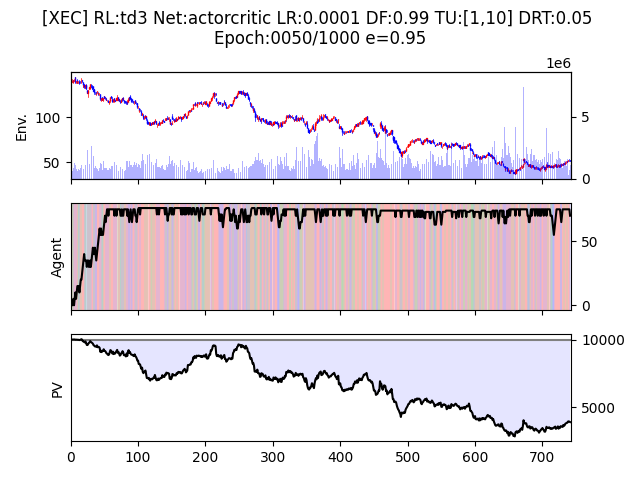 [XEC] RL:td3 Net:actorcritic LR:0.0001 DF:0.99 TU:[1,10] DRT:0.05
Epoch:0050/1000 e=0.95
1e6
Env.
100
50
5
0
Agent
50
0
PV
10000
5000
0 100 200 300 400 500 600 700